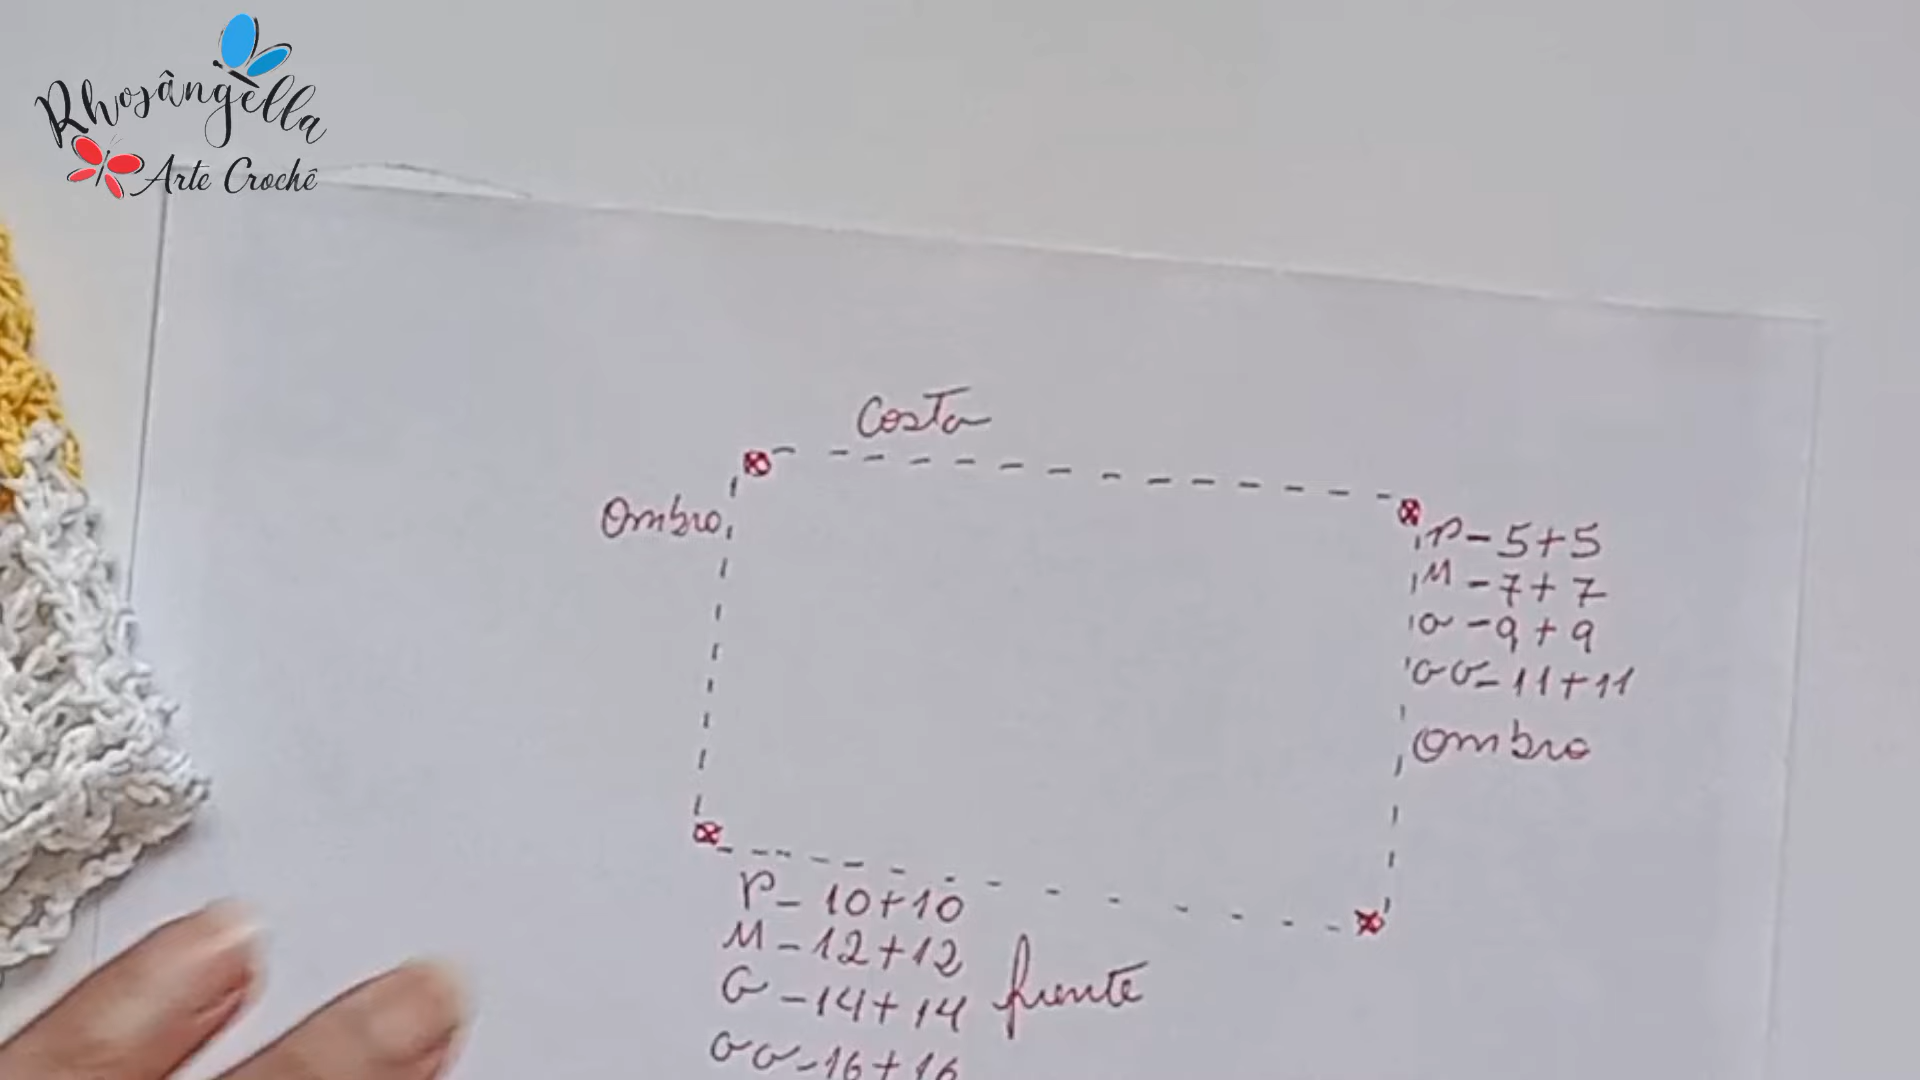 Rhosângella
Arte Crochê
Costa
Ombro
P - 5+5
M - 7+7
G - 9+9
GG - 11+11
Ombro
P - 10+10
M - 12+12
G - 14+14
frente
GG - 16+16